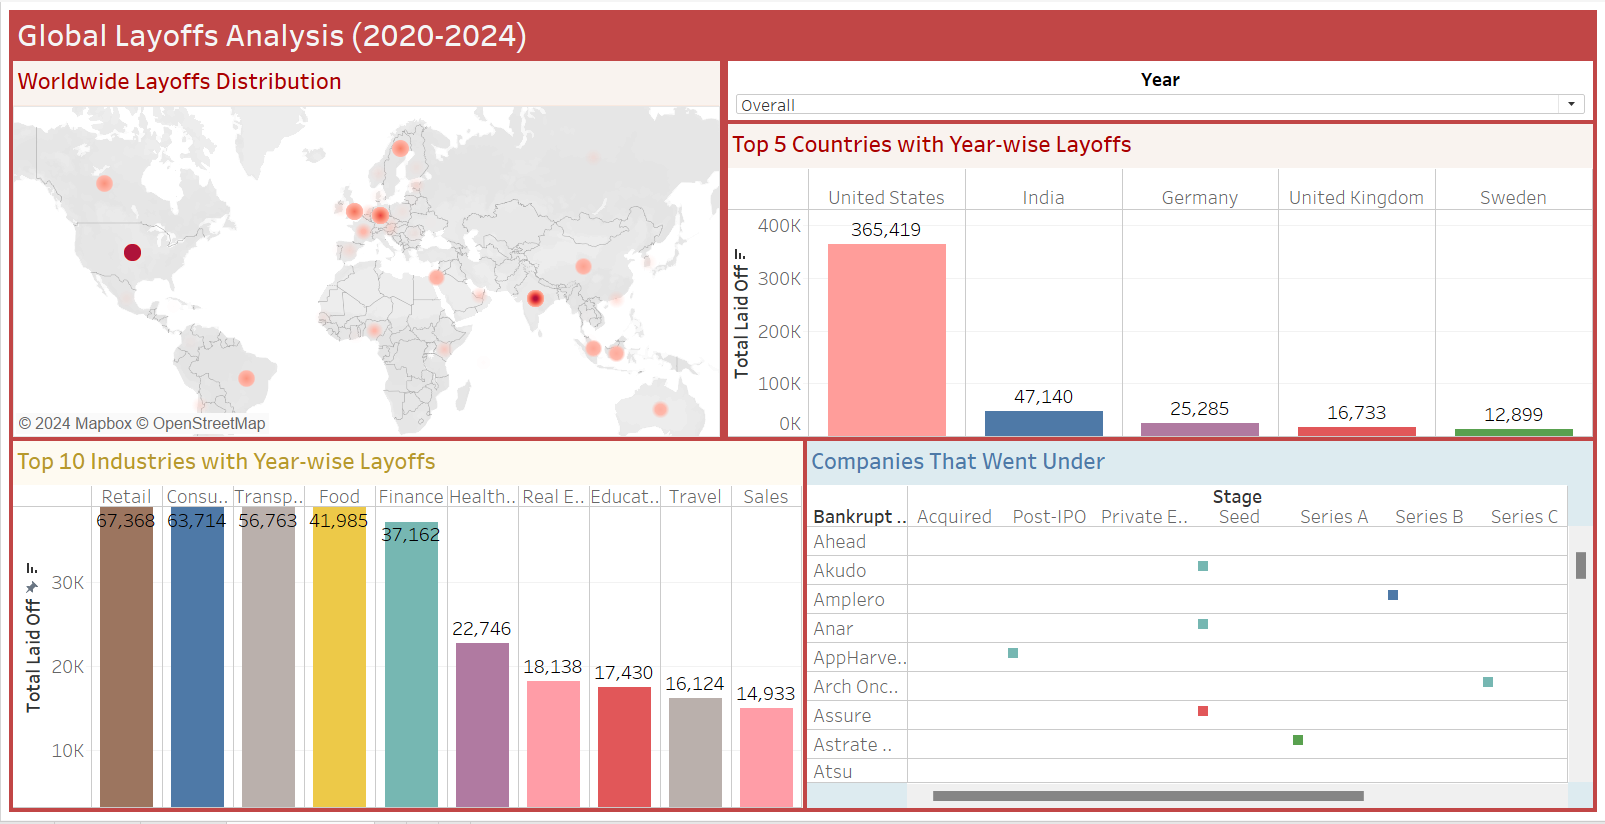 Global Layoffs Analysis (2020-2024)
Worldwide Layoffs Distribution
© 2024 Mapbox © OpenStreetMap
Year
Overall
Top 5 Countries with Year-wise Layoffs
United States India Germany United Kingdom Sweden
Total Laid Off
400K
300K
200K
100K
0K
365,419
47,140
25,285
16,733
12,899
Top 10 Industries with Year-wise Layoffs
Retail Consu.. Transp.. Food Finance Health.. Real E.. Educat.. Travel Sales
Total Laid Off
30K
20K
10K
67,368 63,714 56,763 41,985
37,162
22,746
18,138
17,430
16,124
14,933
Companies That Went Under
Stage
Bankrupt .. Acquired Post-IPO Private E.. Seed Series A Series B Series C
Ahead
Akudo
Amplero
Anar
AppHarve..
Arch Onc..
Assure
Astrate ..
Atsu